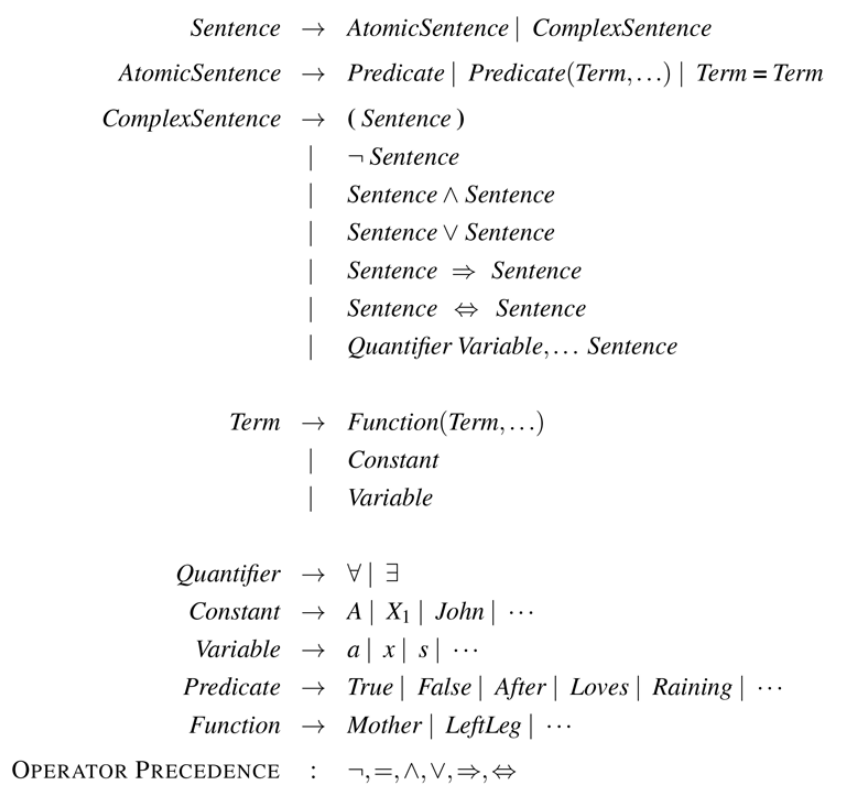 Sentence → AtomicSentence | ComplexSentence
AtomicSentence → Predicate | Predicate(Term,...) | Term = Term
ComplexSentence → ( Sentence )
| ¬ Sentence
| Sentence ∧ Sentence
| Sentence ∨ Sentence
| Sentence ⇒ Sentence
| Sentence ⇔ Sentence
| Quantifier Variable,... Sentence
Term → Function(Term,...)
| Constant
| Variable
Quantifier → ∀ | ∃
Constant → A | X₁ | John | ⋯
Variable → a | x | s | ⋯
Predicate → True | False | After | Loves | Raining | ⋯
Function → Mother | LeftLeg | ⋯
OPERATOR PRECEDENCE : ¬,=,∧,∨,⇒,⇔